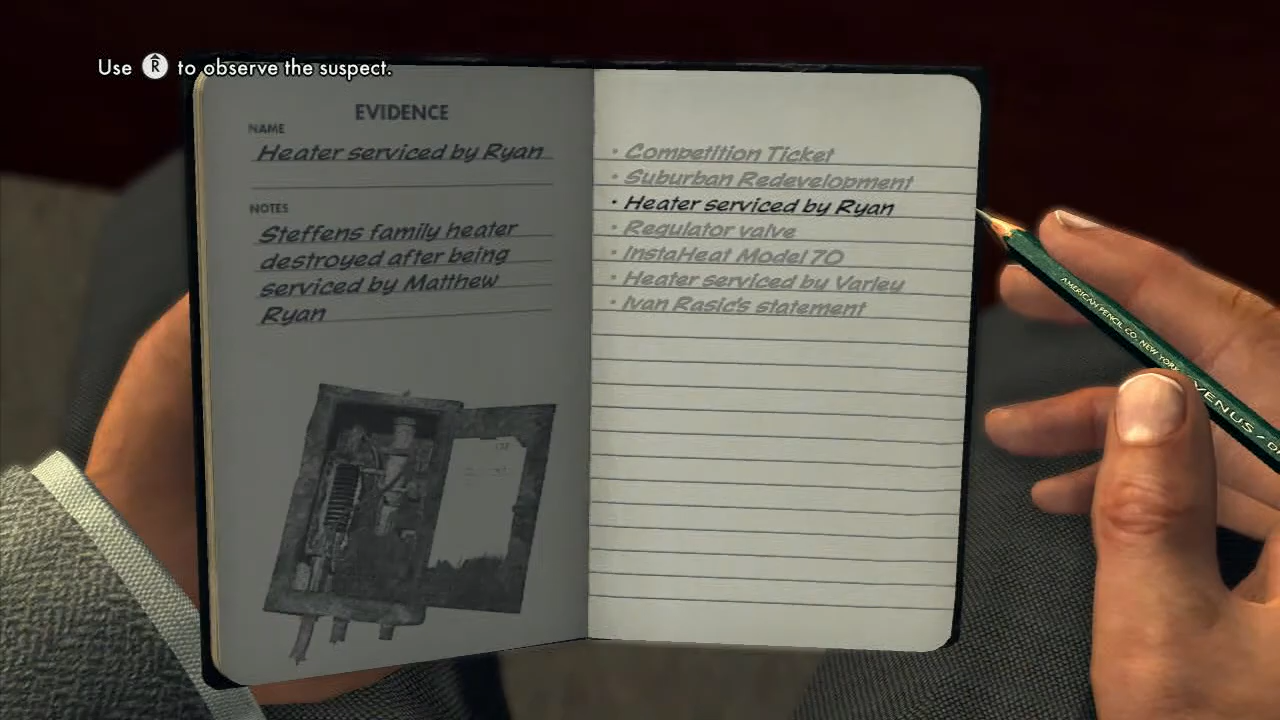 Use R to observe the suspect.
EVIDENCE
NAME
Heater serviced by Ryan
NOTES
Steffens family heater
destroyed after being
serviced by Matthew
Ryan
• Competition Ticket
• Suburban Redevelopment
• Heater serviced by Ryan
• Regulator valve
• InstaHeat Model 70
• Heater serviced by Varley
• Ivan Rasic's statement
AMERICAN PENCIL CO. NEW YORK
VENUS